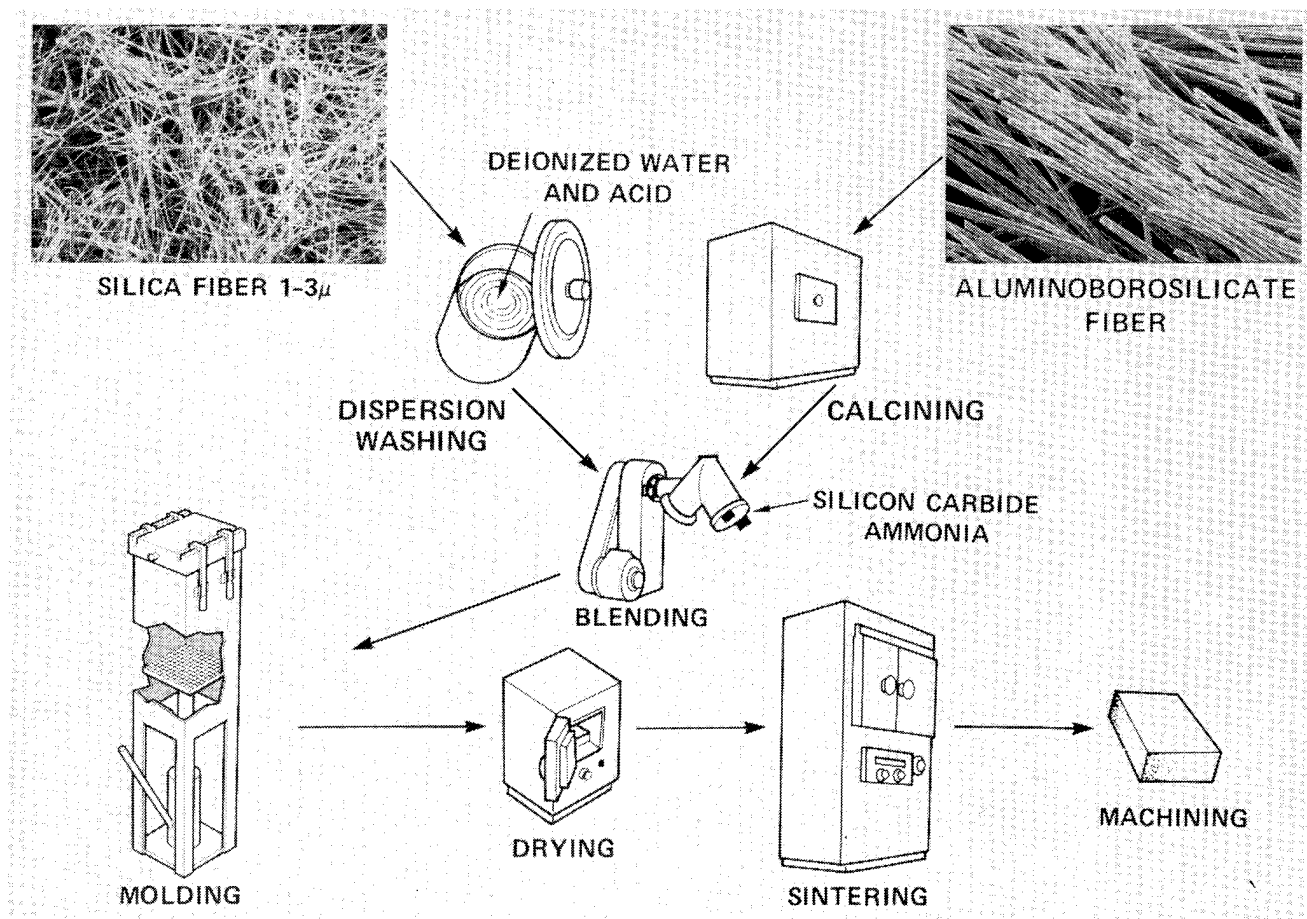 DEIONIZED WATER
AND ACID
SILICA FIBER 1-3μ
ALUMINOBOROSILICATE
FIBER
DISPERSION
WASHING
CALCINING
SILICON CARBIDE
AMMONIA
BLENDING
MOLDING
DRYING
SINTERING
MACHINING